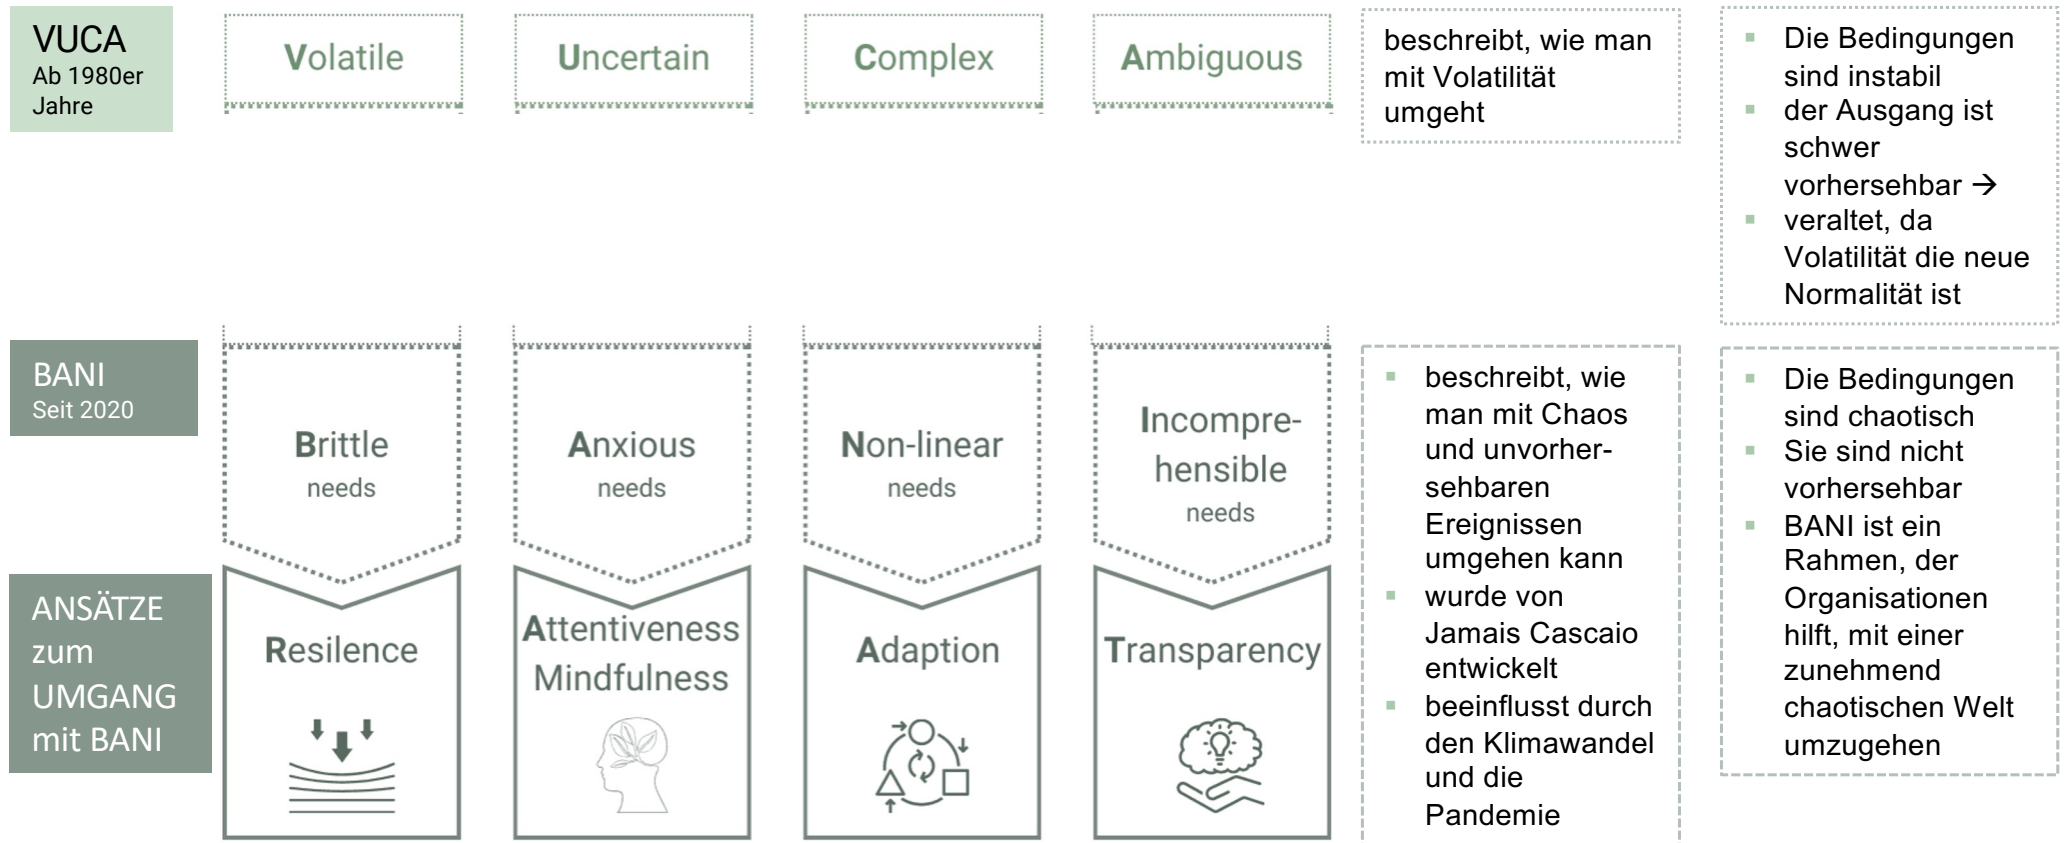 VUCA
Ab 1980er
Jahre
Volatile
Uncertain
Complex
Ambiguous
beschreibt, wie man
mit Volatilität
umgeht
▪ Die Bedingungen
sind instabil
▪ der Ausgang ist
schwer
vorhersehbar →
▪ veraltet, da
Volatilität die neue
Normalität ist
BANI
Seit 2020
Brittle
needs
Anxious
needs
Non-linear
needs
Incompre-
hensible
needs
▪ beschreibt, wie
man mit Chaos
und unvorher-
sehbaren
Ereignissen
umgehen kann
▪ wurde von
Jamais Cascaio
entwickelt
▪ beeinflusst durch
den Klimawandel
und die
Pandemie
▪ Die Bedingungen
sind chaotisch
▪ Sie sind nicht
vorhersehbar
▪ BANI ist ein
Rahmen, der
Organisationen
hilft, mit einer
zunehmend
chaotischen Welt
umzugehen
ANSÄTZE
zum
UMGANG
mit BANI
Resilence
Attentiveness
Mindfulness
Adaption
Transparency